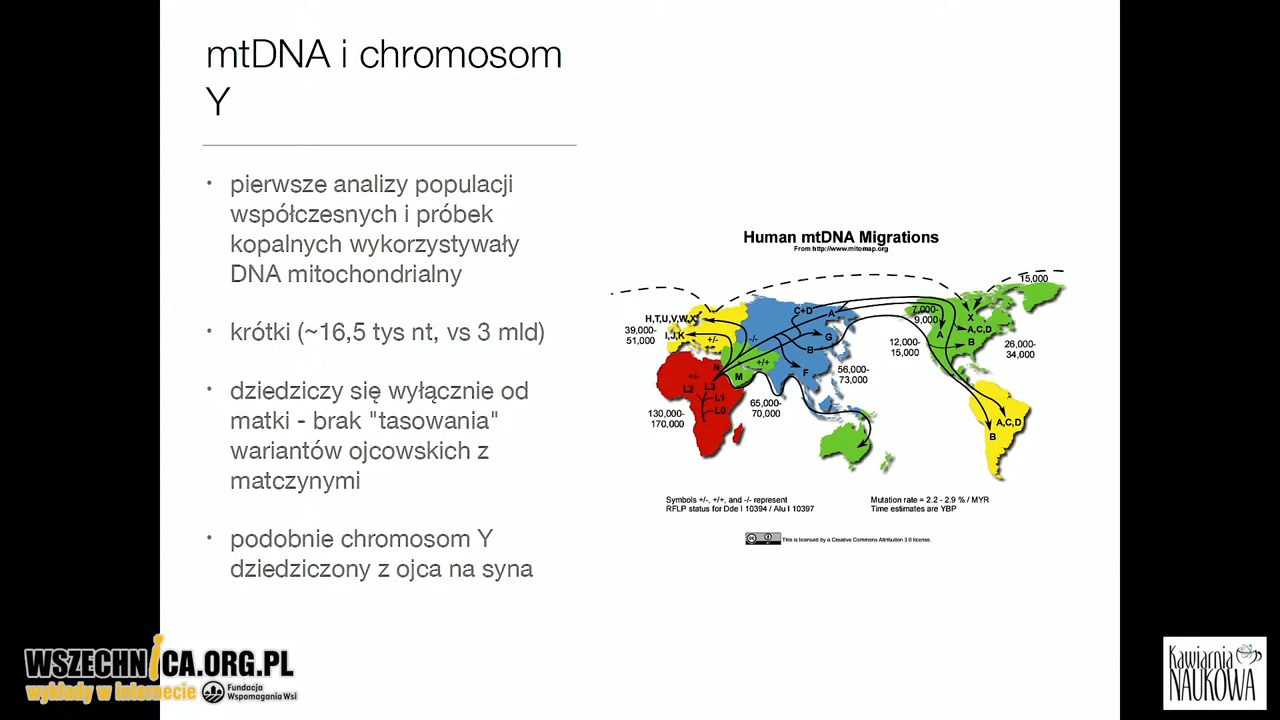 mtDNA i chromosom
Y
pierwsze analizy populacji
współczesnych i próbek
kopalnych wykorzystywały
DNA mitochondrialny
krótki (~16,5 tys nt, vs 3 mld)
dziedziczy się wyłącznie od
matki - brak "tasowania"
wariantów ojcowskich z
matczynymi
podobnie chromosom Y
dziedziczony z ojca na syna
Human mtDNA Migrations
From http://www.mitomap.org
15,000
7,000-
9,000
H,T,U,V,W,X
I,J,K
39,000-
51,000
+/-
-/-
C+D
A
G
B
F
N
M
+/+
+/-
L2
L3
L1
L0
130,000-
170,000
65,000-
70,000
56,000-
73,000
12,000-
15,000
26,000-
34,000
X
A,C,D
A
B
A,C,D
B
Symbols +/-, +/+, and -/- represent
RFLP status for Dde I 10394 / Alu I 10397
Mutation rate = 2.2 - 2.9 % / MYR
Time estimates are YBP
cc
This is licensed by a Creative Commons Attribution 3.0 license.
WSZECHNiCA.ORG.PL
wykłady w internecie
Fundacja
Wspomagania Wsi
Kawiarnia
NAUKOWA